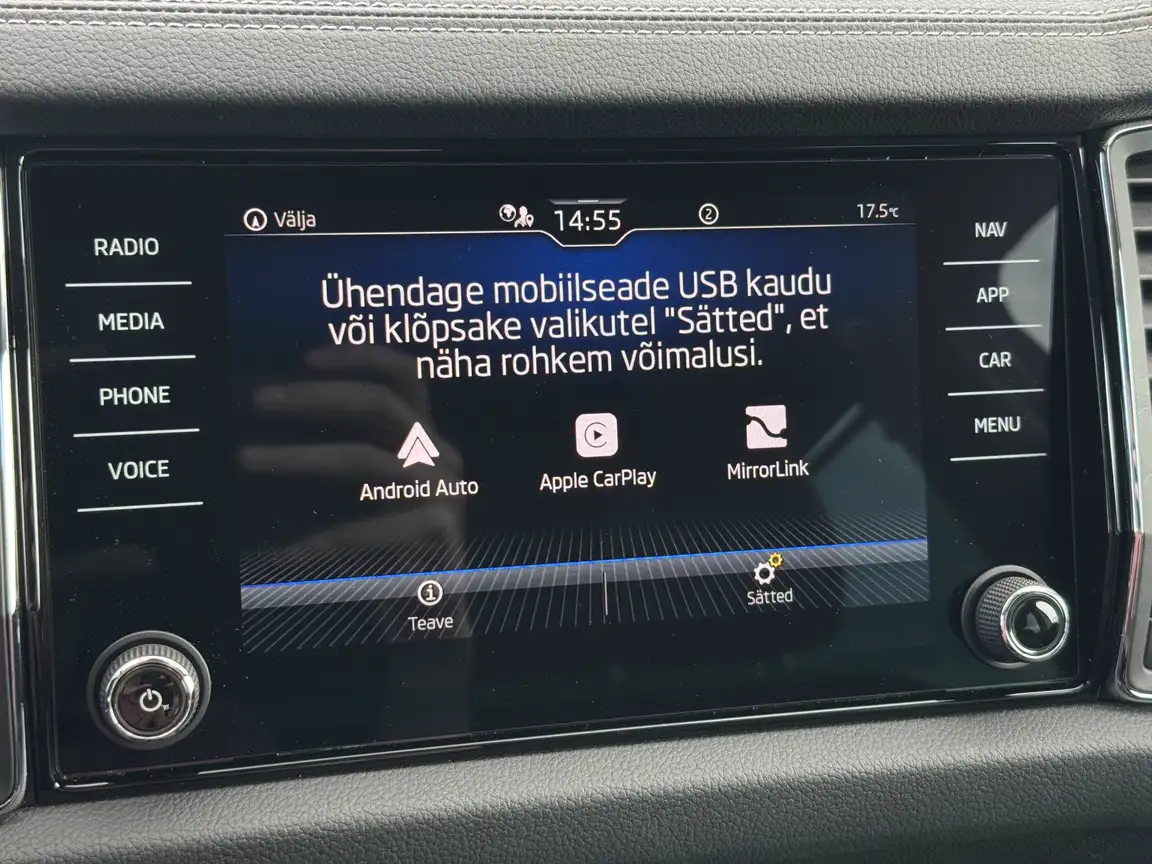 RADIO
MEDIA
PHONE
VOICE
Välja
14:55
2
17.5°C
Ühendage mobiilseade USB kaudu
või klõpsake valikutel "Sätted", et
näha rohkem võimalusi.
Android Auto
Apple CarPlay
MirrorLink
Teave
Sätted
NAV
APP
CAR
MENU